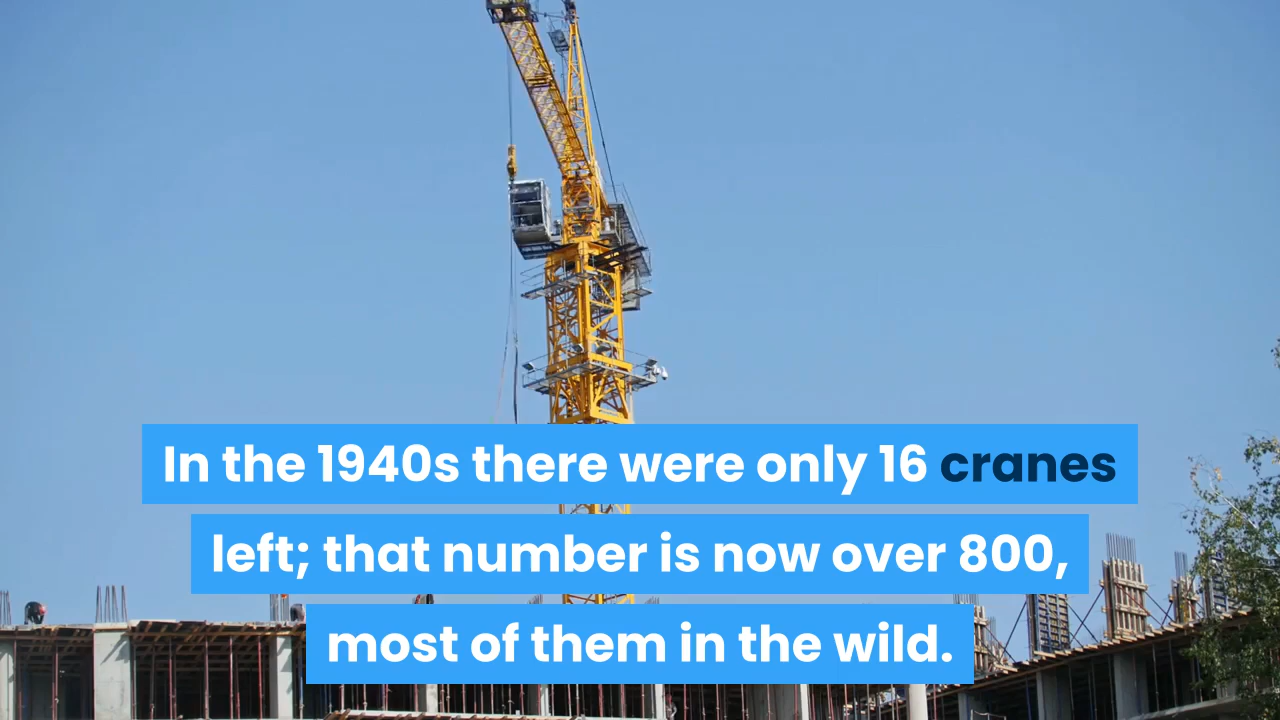 In the 1940s there were only 16 cranes
left; that number is now over 800,
most of them in the wild.